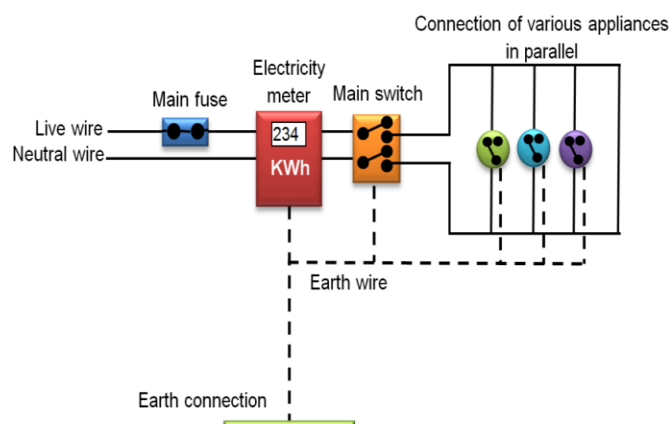 Connection of various appliances
in parallel
Electricity
meter
Main fuse
Main switch
Live wire
234
Neutral wire
KWh
Earth wire
Earth connection